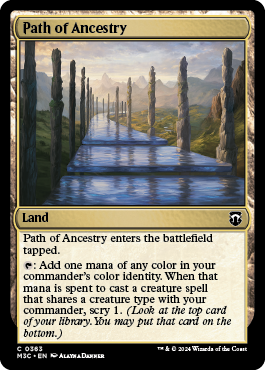 Path of Ancestry
Land
Path of Ancestry enters the battlefield
tapped.
: Add one mana of any color in your
commander's color identity. When that
mana is spent to cast a creature spell
that shares a creature type with your
commander, scry 1. (Look at the top card
of your library. You may put that card on the
bottom.)
C 0363
M3C • EN Alayna Danner
™ & © 2024 Wizards of the Coast